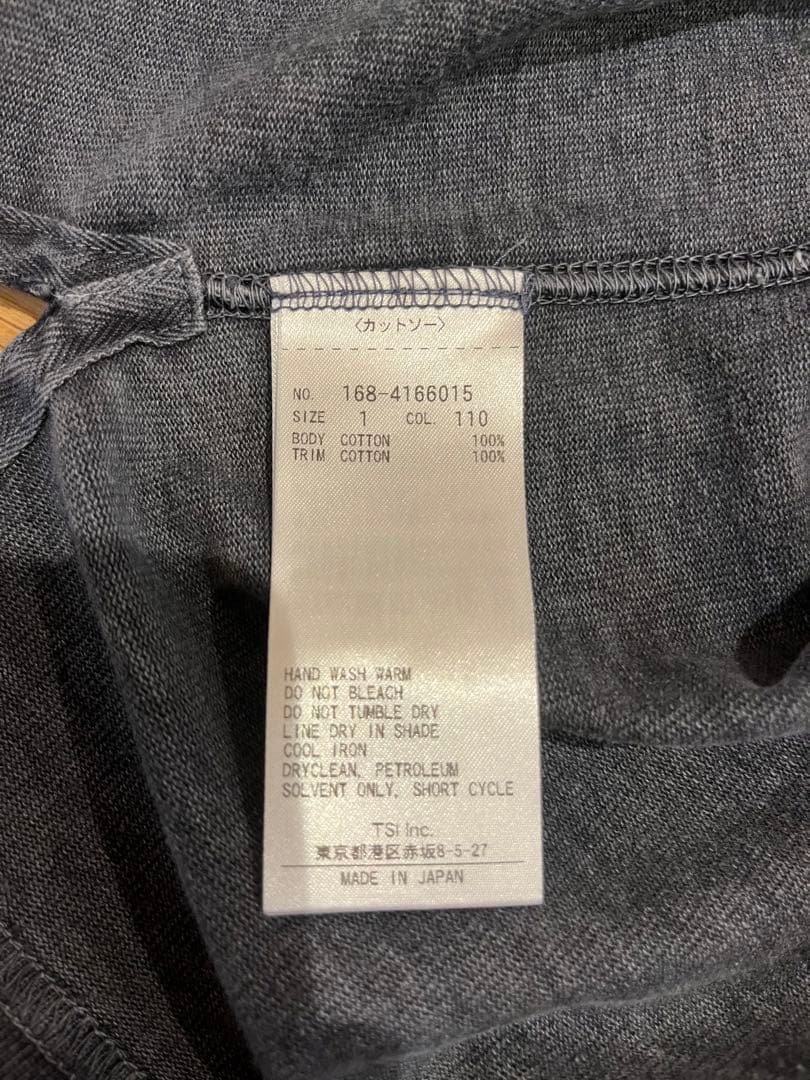 〈カットソー〉
NO. 168-4166015
SIZE 1 COL. 110
BODY COTTON 100%
TRIM COTTON 100%
HAND WASH WARM
DO NOT BLEACH
DO NOT TUMBLE DRY
LINE DRY IN SHADE
COOL IRON
DRYCLEAN, PETROLEUM
SOLVENT ONLY, SHORT CYCLE
TSI Inc.
東京都港区赤坂8-5-27
MADE IN JAPAN